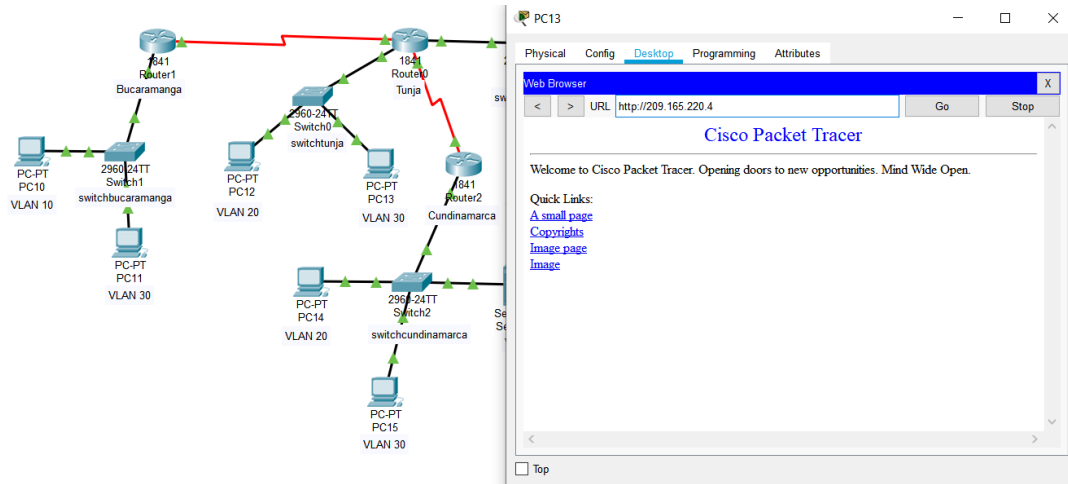 1841
Router1
Bucaramanga
1841
Router0
Tunja
2960-24TT
Switch0
switchtunja
2960-24TT
Switch1
switchbucaramanga
PC-PT
PC10
VLAN 10
PC-PT
PC11
VLAN 30
PC-PT
PC12
VLAN 20
PC-PT
PC13
VLAN 30
1841
Router2
Cundinamarca
PC-PT
PC14
VLAN 20
2960-24TT
Switch2
switchcundinamarca
PC-PT
PC15
VLAN 30
PC13
Physical Config Desktop Programming Attributes
Web Browser X
< > URL http://209.165.220.4 Go Stop
Cisco Packet Tracer
Welcome to Cisco Packet Tracer. Opening doors to new opportunities. Mind Wide Open.
Quick Links:
A small page
Copyrights
Image page
Image
Top